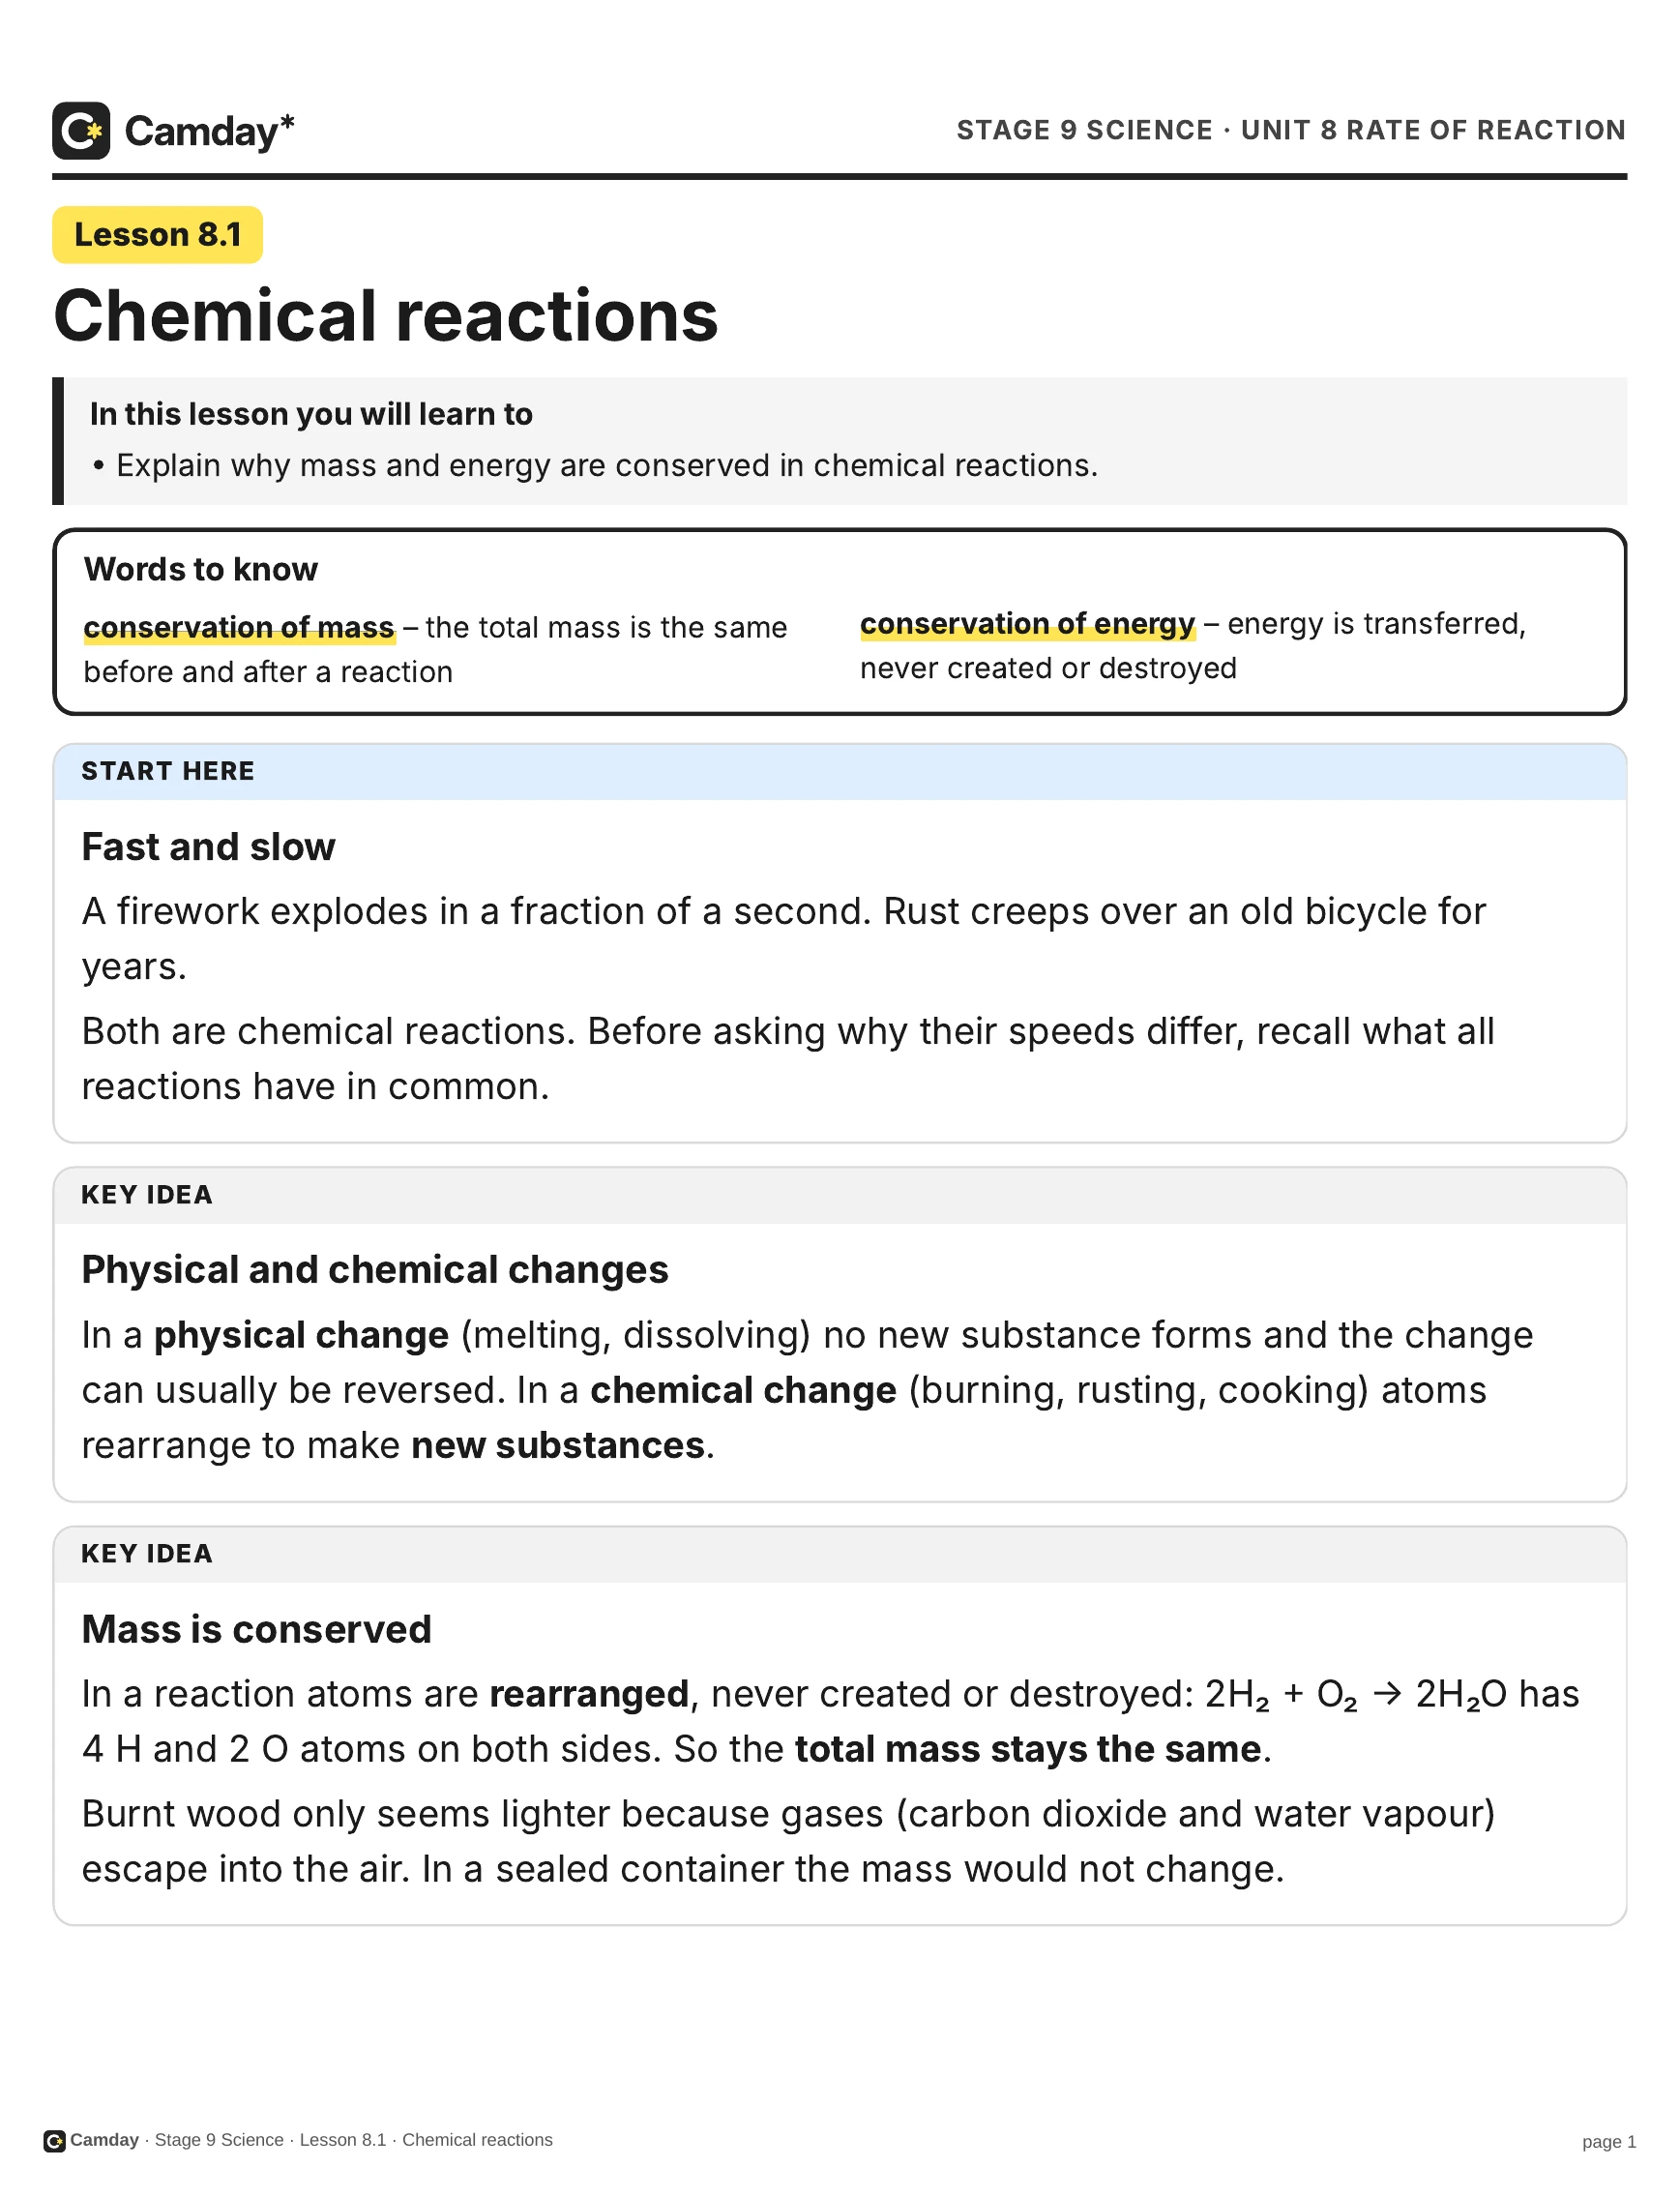 Camday*
STAGE 9 SCIENCE · UNIT 8 RATE OF REACTION
Lesson 8.1
Chemical reactions
In this lesson you will learn to
• Explain why mass and energy are conserved in chemical reactions.
Words to know
conservation of mass – the total mass is the same
before and after a reaction
conservation of energy – energy is transferred,
never created or destroyed
START HERE
Fast and slow
A firework explodes in a fraction of a second. Rust creeps over an old bicycle for
years.
Both are chemical reactions. Before asking why their speeds differ, recall what all
reactions have in common.
KEY IDEA
Physical and chemical changes
In a physical change (melting, dissolving) no new substance forms and the change
can usually be reversed. In a chemical change (burning, rusting, cooking) atoms
rearrange to make new substances.
KEY IDEA
Mass is conserved
In a reaction atoms are rearranged, never created or destroyed: 2H₂ + O₂ → 2H₂O has
4 H and 2 O atoms on both sides. So the total mass stays the same.
Burnt wood only seems lighter because gases (carbon dioxide and water vapour)
escape into the air. In a sealed container the mass would not change.
Camday · Stage 9 Science · Lesson 8.1 · Chemical reactions
page 1